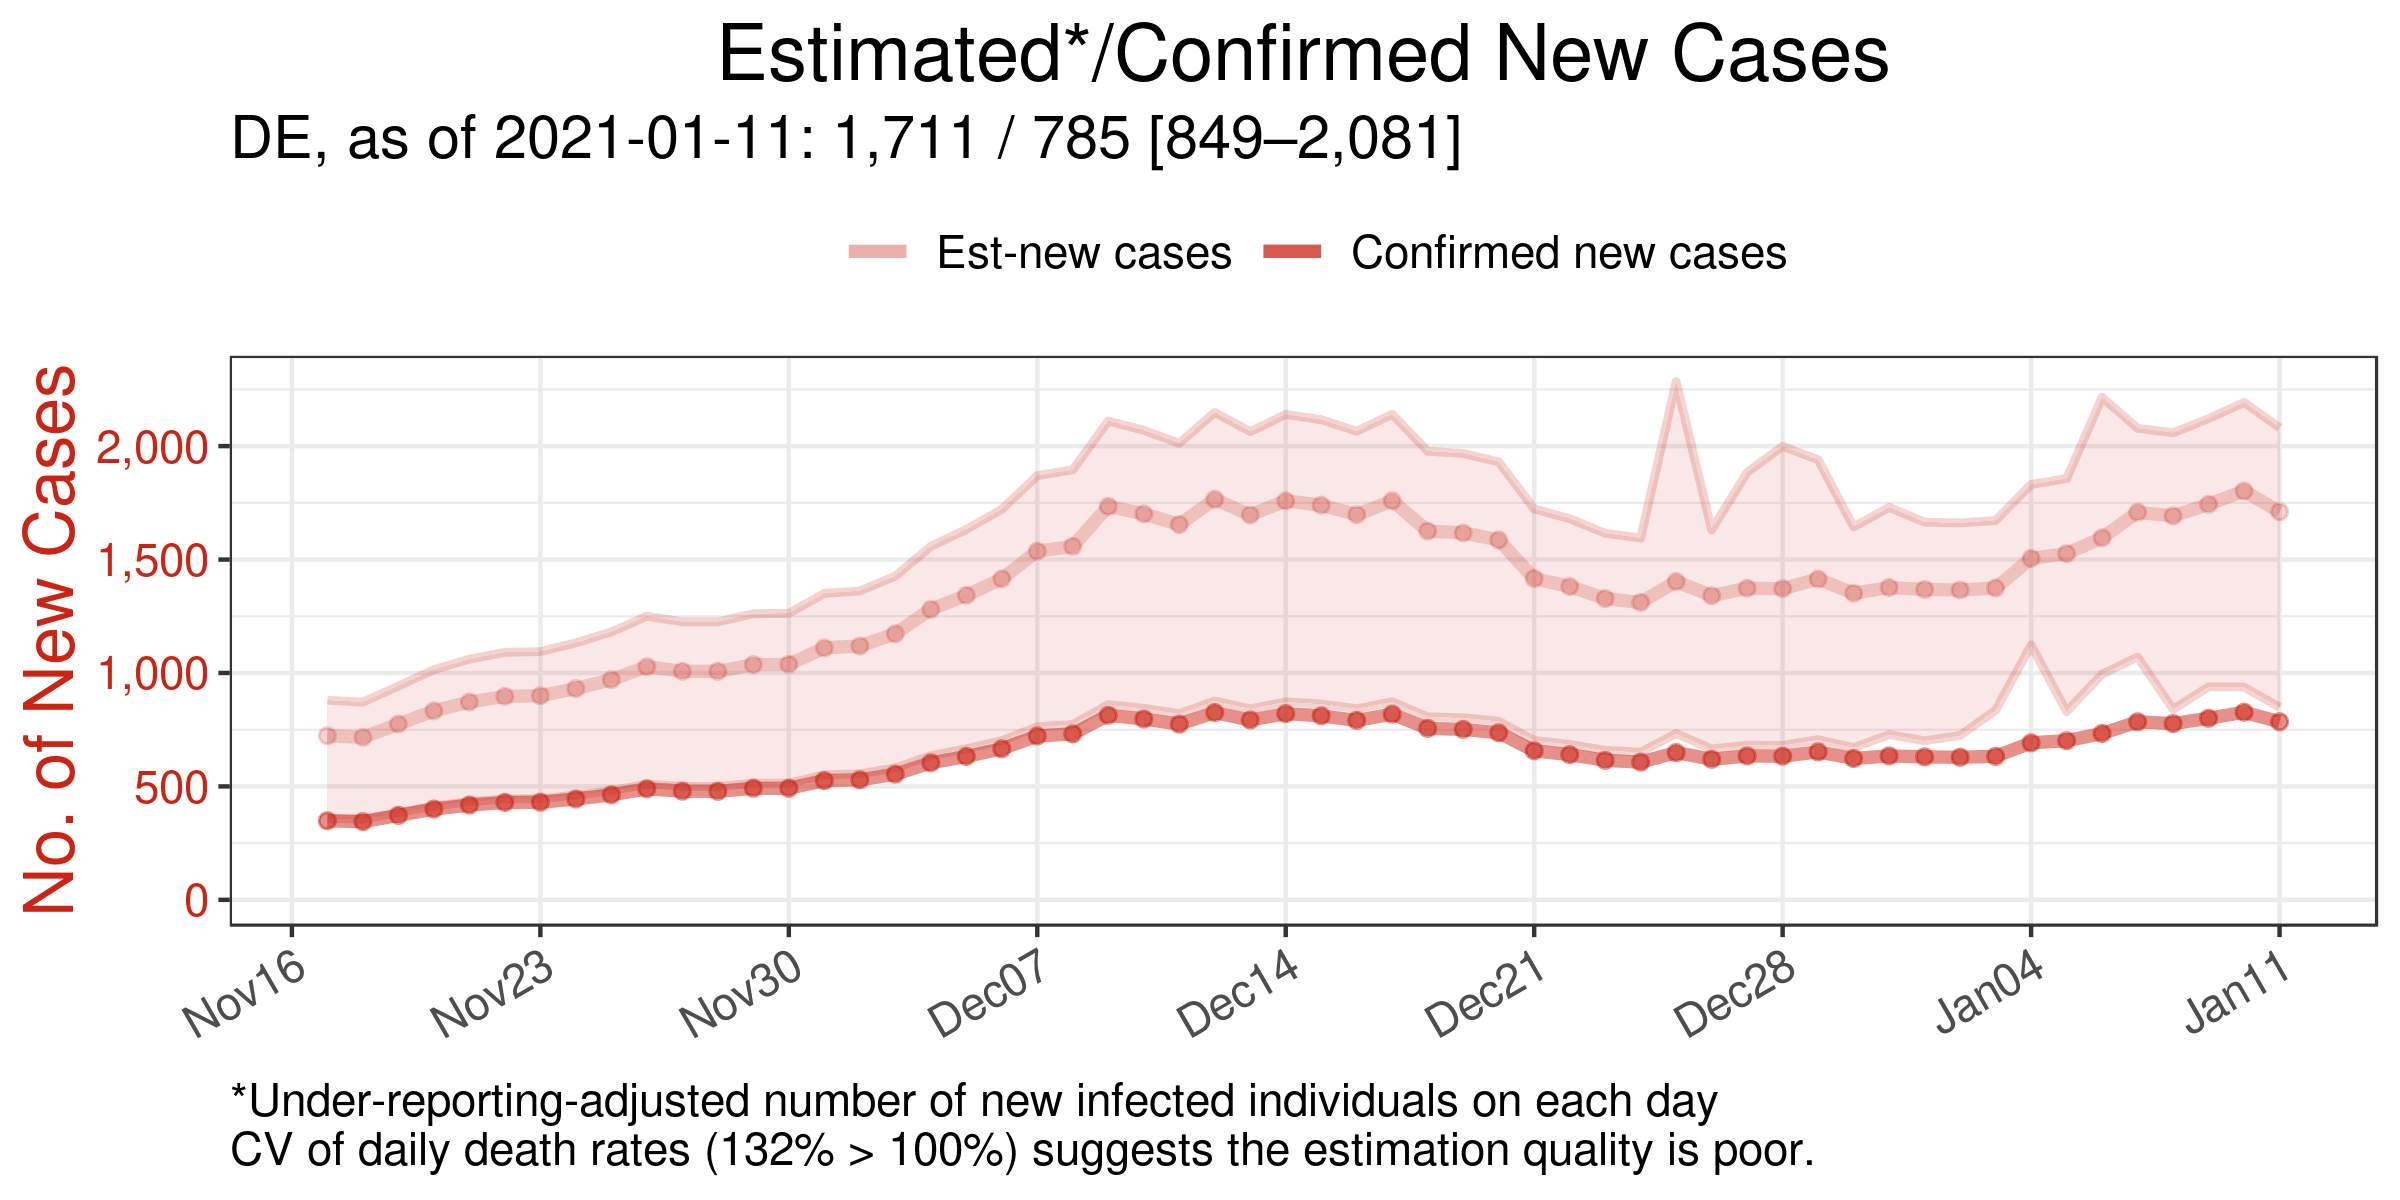 Estimated*/Confirmed New Cases
DE, as of 2021-01-11: 1,711 / 785 [849–2,081]
Est-new cases
Confirmed new cases
No. of New Cases
2,000
1,500
1,000
500
0
Nov16
Nov23
Nov30
Dec07
Dec14
Dec21
Dec28
Jan04
Jan11
*Under-reporting-adjusted number of new infected individuals on each day
CV of daily death rates (132% > 100%) suggests the estimation quality is poor.